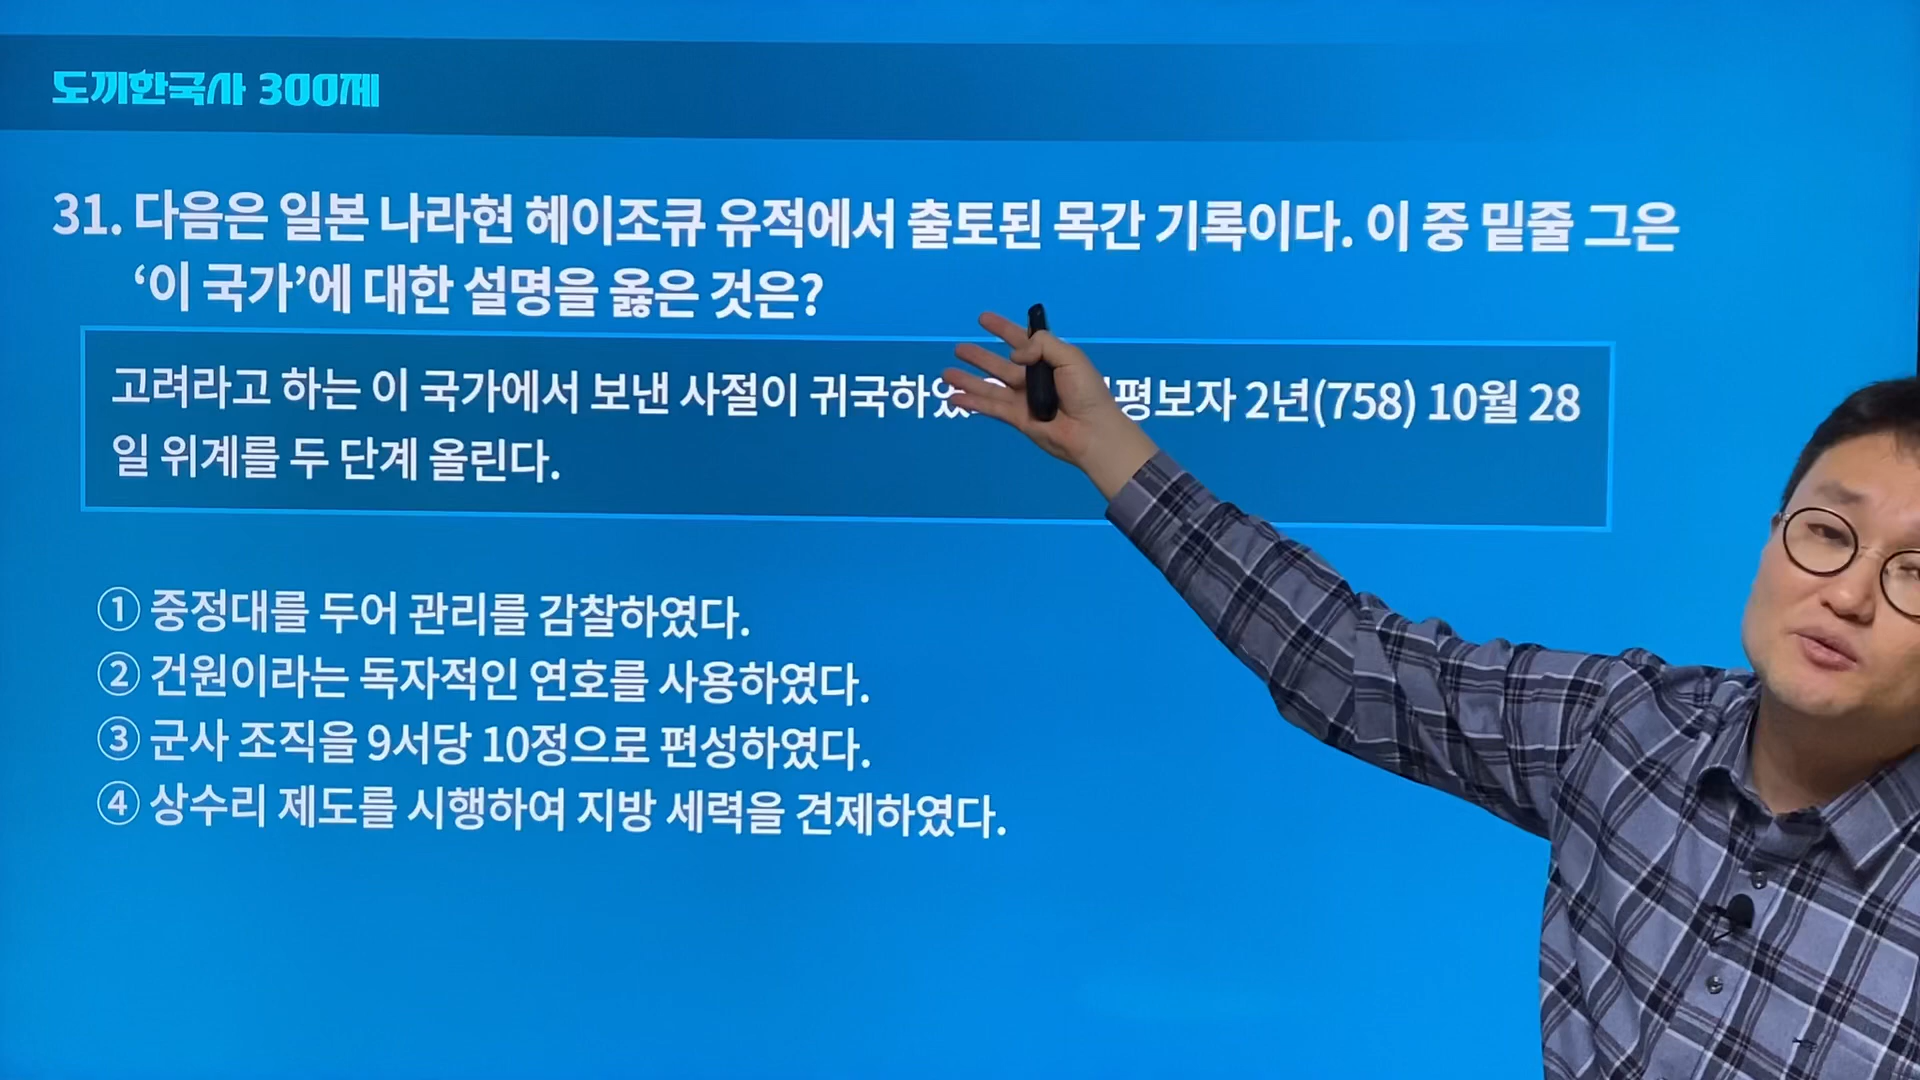 도끼한국사 300제
31. 다음은 일본 나라현 헤이조큐 유적에서 출토된 목간 기록이다. 이 중 밑줄 그은
‘이 국가’에 대한 설명을 옳은 것은?
고려라고 하는 이 국가에서 보낸 사절이 2년(758) 10월 28
일 위계를 두 단계 올린다.
① 중정대를 두어 관리를 감찰하였다.
② 건원이라는 독자적인 연호를 사용하였다.
③ 군사 조직을 9서당 10정으로 편성하였다.
④ 상수리 제도를 시행하여 지방 세력을 견제하였다.